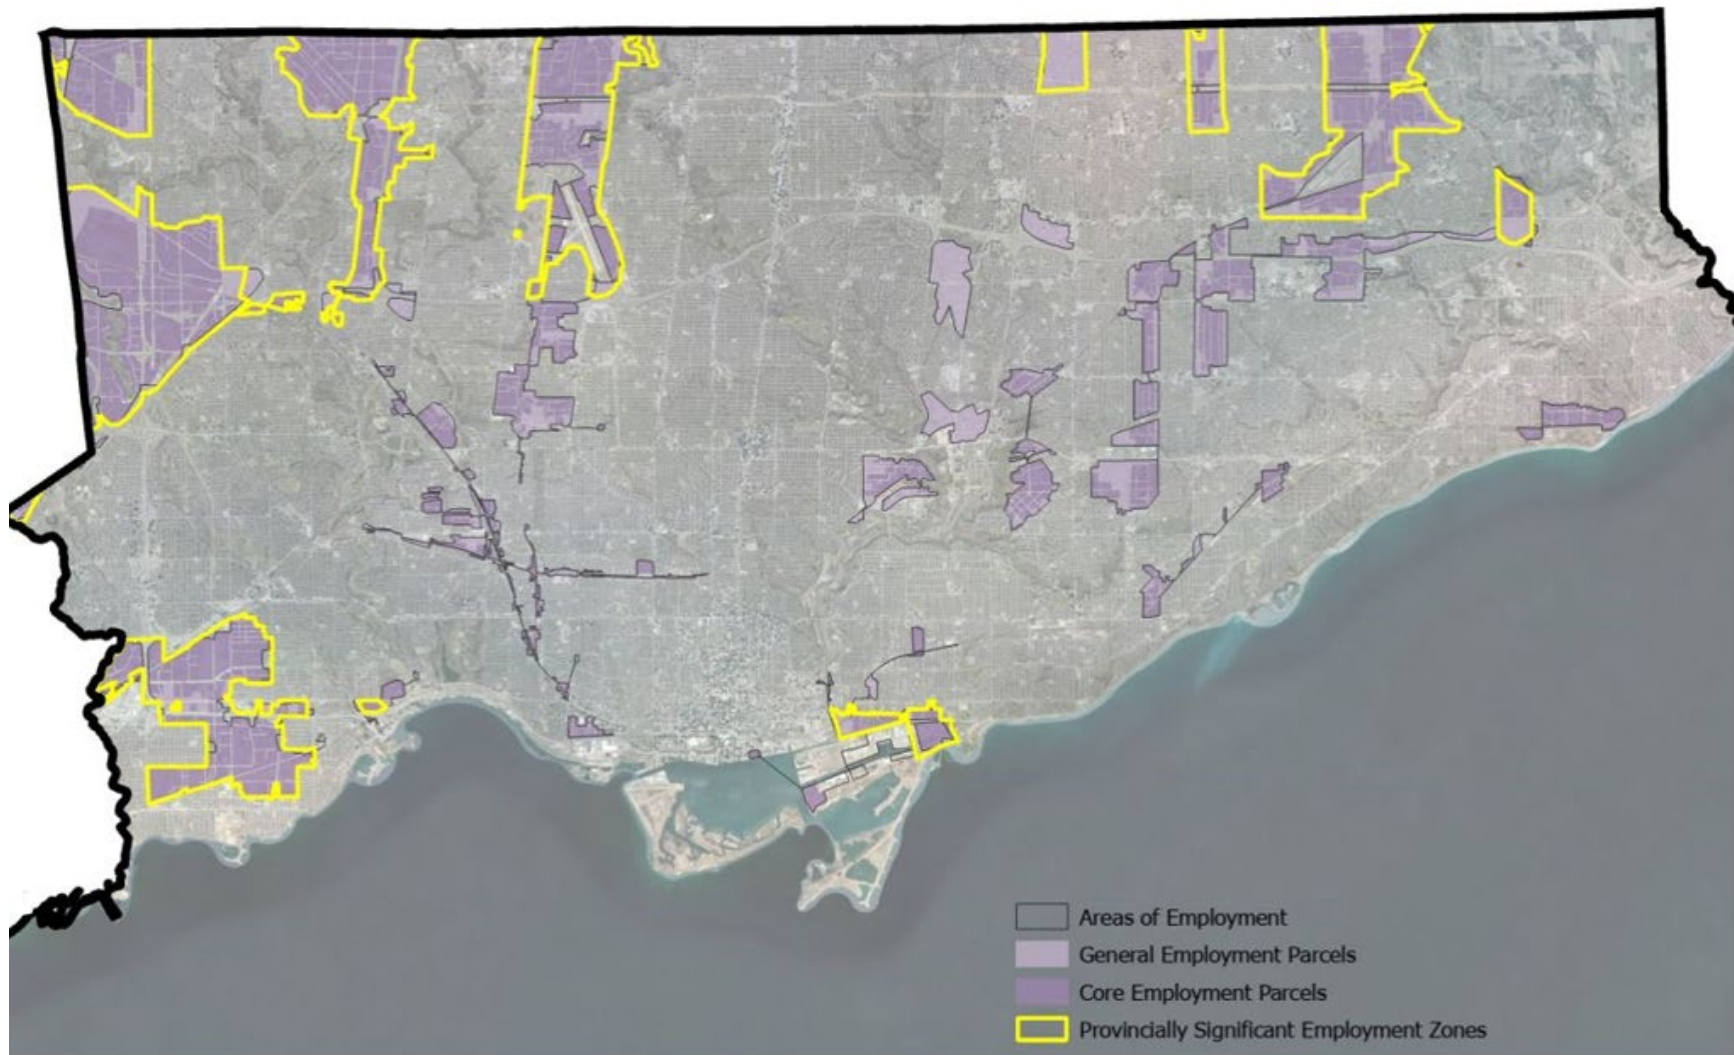 Areas of Employment
General Employment Parcels
Core Employment Parcels
Provincially Significant Employment Zones